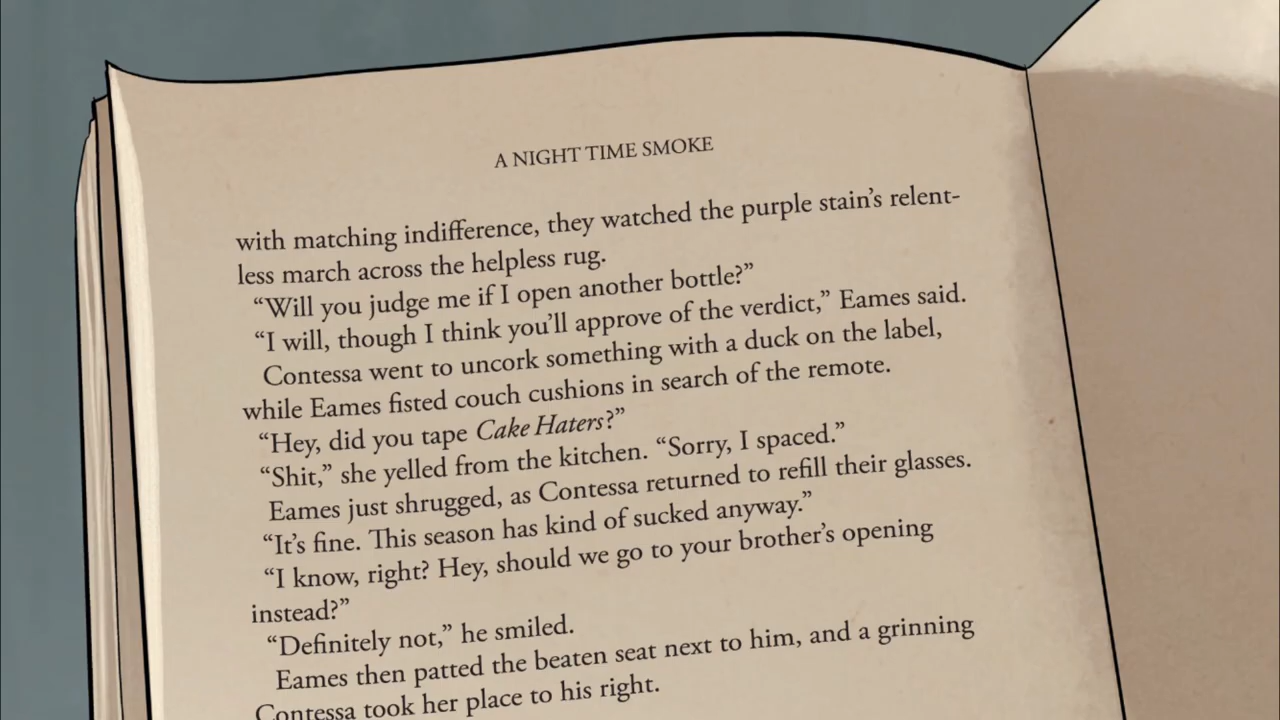 A NIGHT TIME SMOKE
with matching indifference, they watched the purple stain’s relent-
less march across the helpless rug.
“Will you judge me if I open another bottle?”
“I will, though I think you’ll approve of the verdict,” Eames said.
Contessa went to uncork something with a duck on the label,
while Eames fisted couch cushions in search of the remote.
“Hey, did you tape Cake Haters?”
“Shit,” she yelled from the kitchen. “Sorry, I spaced.”
Eames just shrugged, as Contessa returned to refill their glasses.
“It’s fine. This season has kind of sucked anyway.”
“I know, right? Hey, should we go to your brother’s opening
instead?”
“Definitely not,” he smiled.
Eames then patted the beaten seat next to him, and a grinning
Contessa took her place to his right.